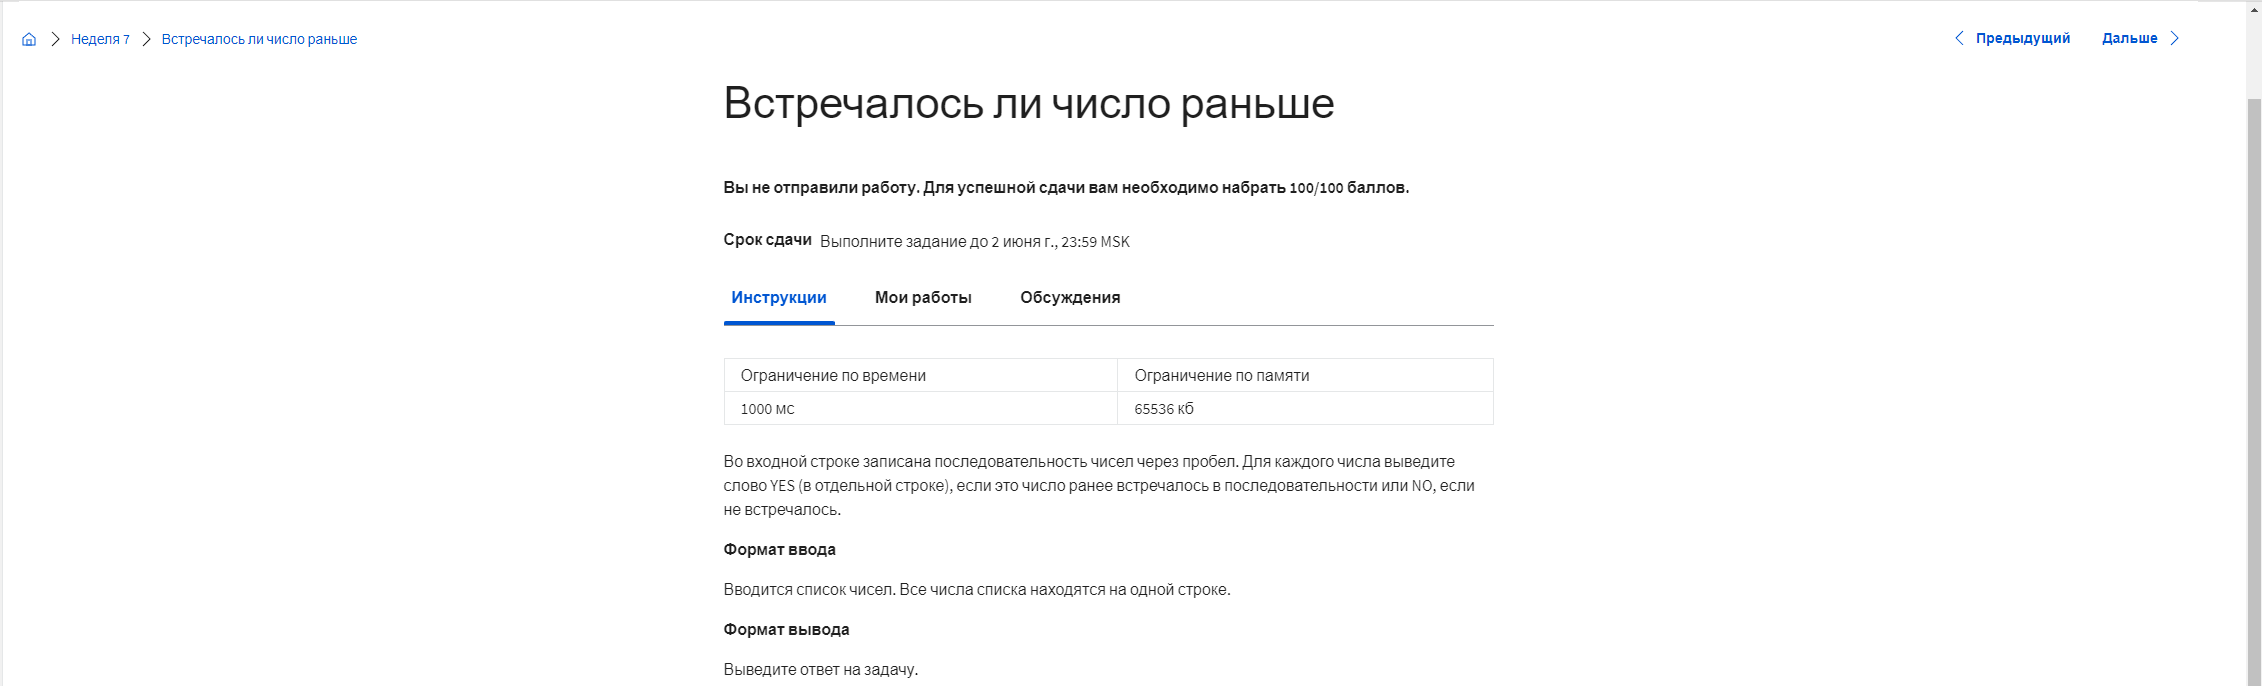 Неделя 7 Встречалось ли число раньше Предыдущий Дальше
Встречалось ли число раньше
Вы не отправили работу. Для успешной сдачи вам необходимо набрать 100/100 баллов.
Срок сдачи Выполните задание до 2 июня г., 23:59 MSK
Инструкции Мои работы Обсуждения
Ограничение по времени Ограничение по памяти
1000 мс 65536 кб
Во входной строке записана последовательность чисел через пробел. Для каждого числа выведите
слово YES (в отдельной строке), если это число ранее встречалось в последовательности или NO, если
не встречалось.
Формат ввода
Вводится список чисел. Все числа списка находятся на одной строке.
Формат вывода
Выведите ответ на задачу.